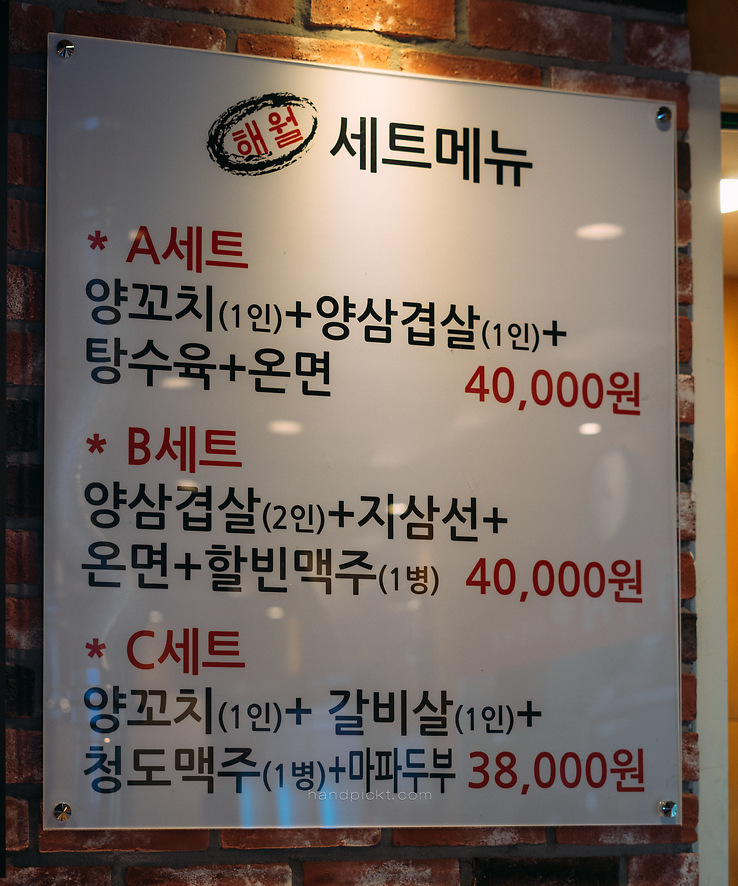 해월 세트메뉴
* A세트
양꼬치(1인)+양삼겹살(1인)+
탕수육+온면 40,000원
* B세트
양삼겹살(2인)+지삼선+
온면+할빈맥주(1병) 40,000원
* C세트
양꼬치(1인)+ 갈비살(1인)+
청도맥주(1병)+마파두부 38,000원
handpickt.com